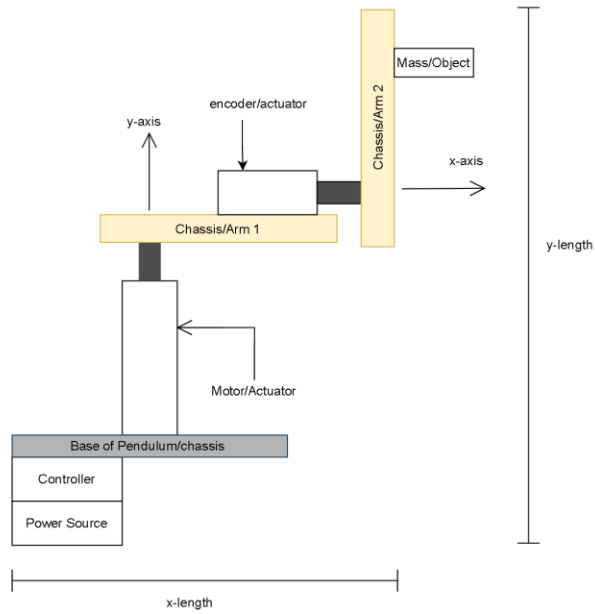 Mass/Object
Chassis/Arm 2
encoder/actuator
y-axis
x-axis
Chassis/Arm 1
y-length
Motor/Actuator
Base of Pendulum/chassis
Controller
Power Source
x-length